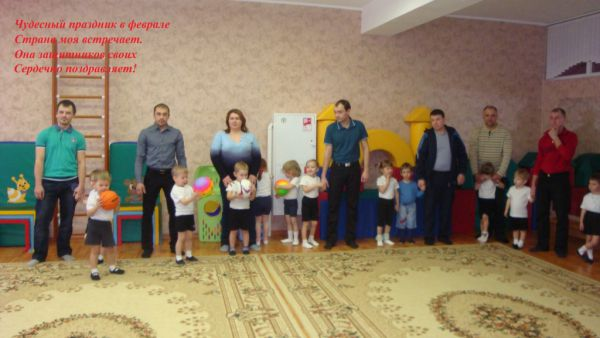 Чудесный праздник в феврале
Страна моя встречает.
Она защитников своих
Сердечно поздравляет!